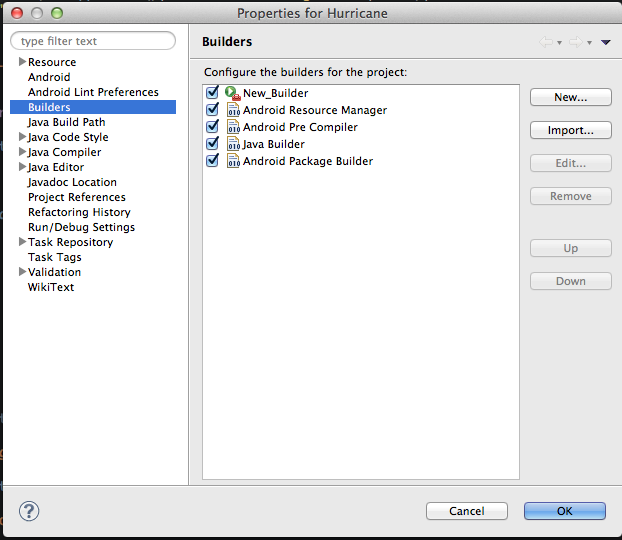 Properties for Hurricane
type filter text
Resource
Android
Android Lint Preferences
Builders
Java Build Path
Java Code Style
Java Compiler
Java Editor
Javadoc Location
Project References
Refactoring History
Run/Debug Settings
Task Repository
Task Tags
Validation
WikiText
Builders
Configure the builders for the project:
New_Builder
Android Resource Manager
Android Pre Compiler
Java Builder
Android Package Builder
New...
Import...
Edit...
Remove
Up
Down
?
Cancel
OK